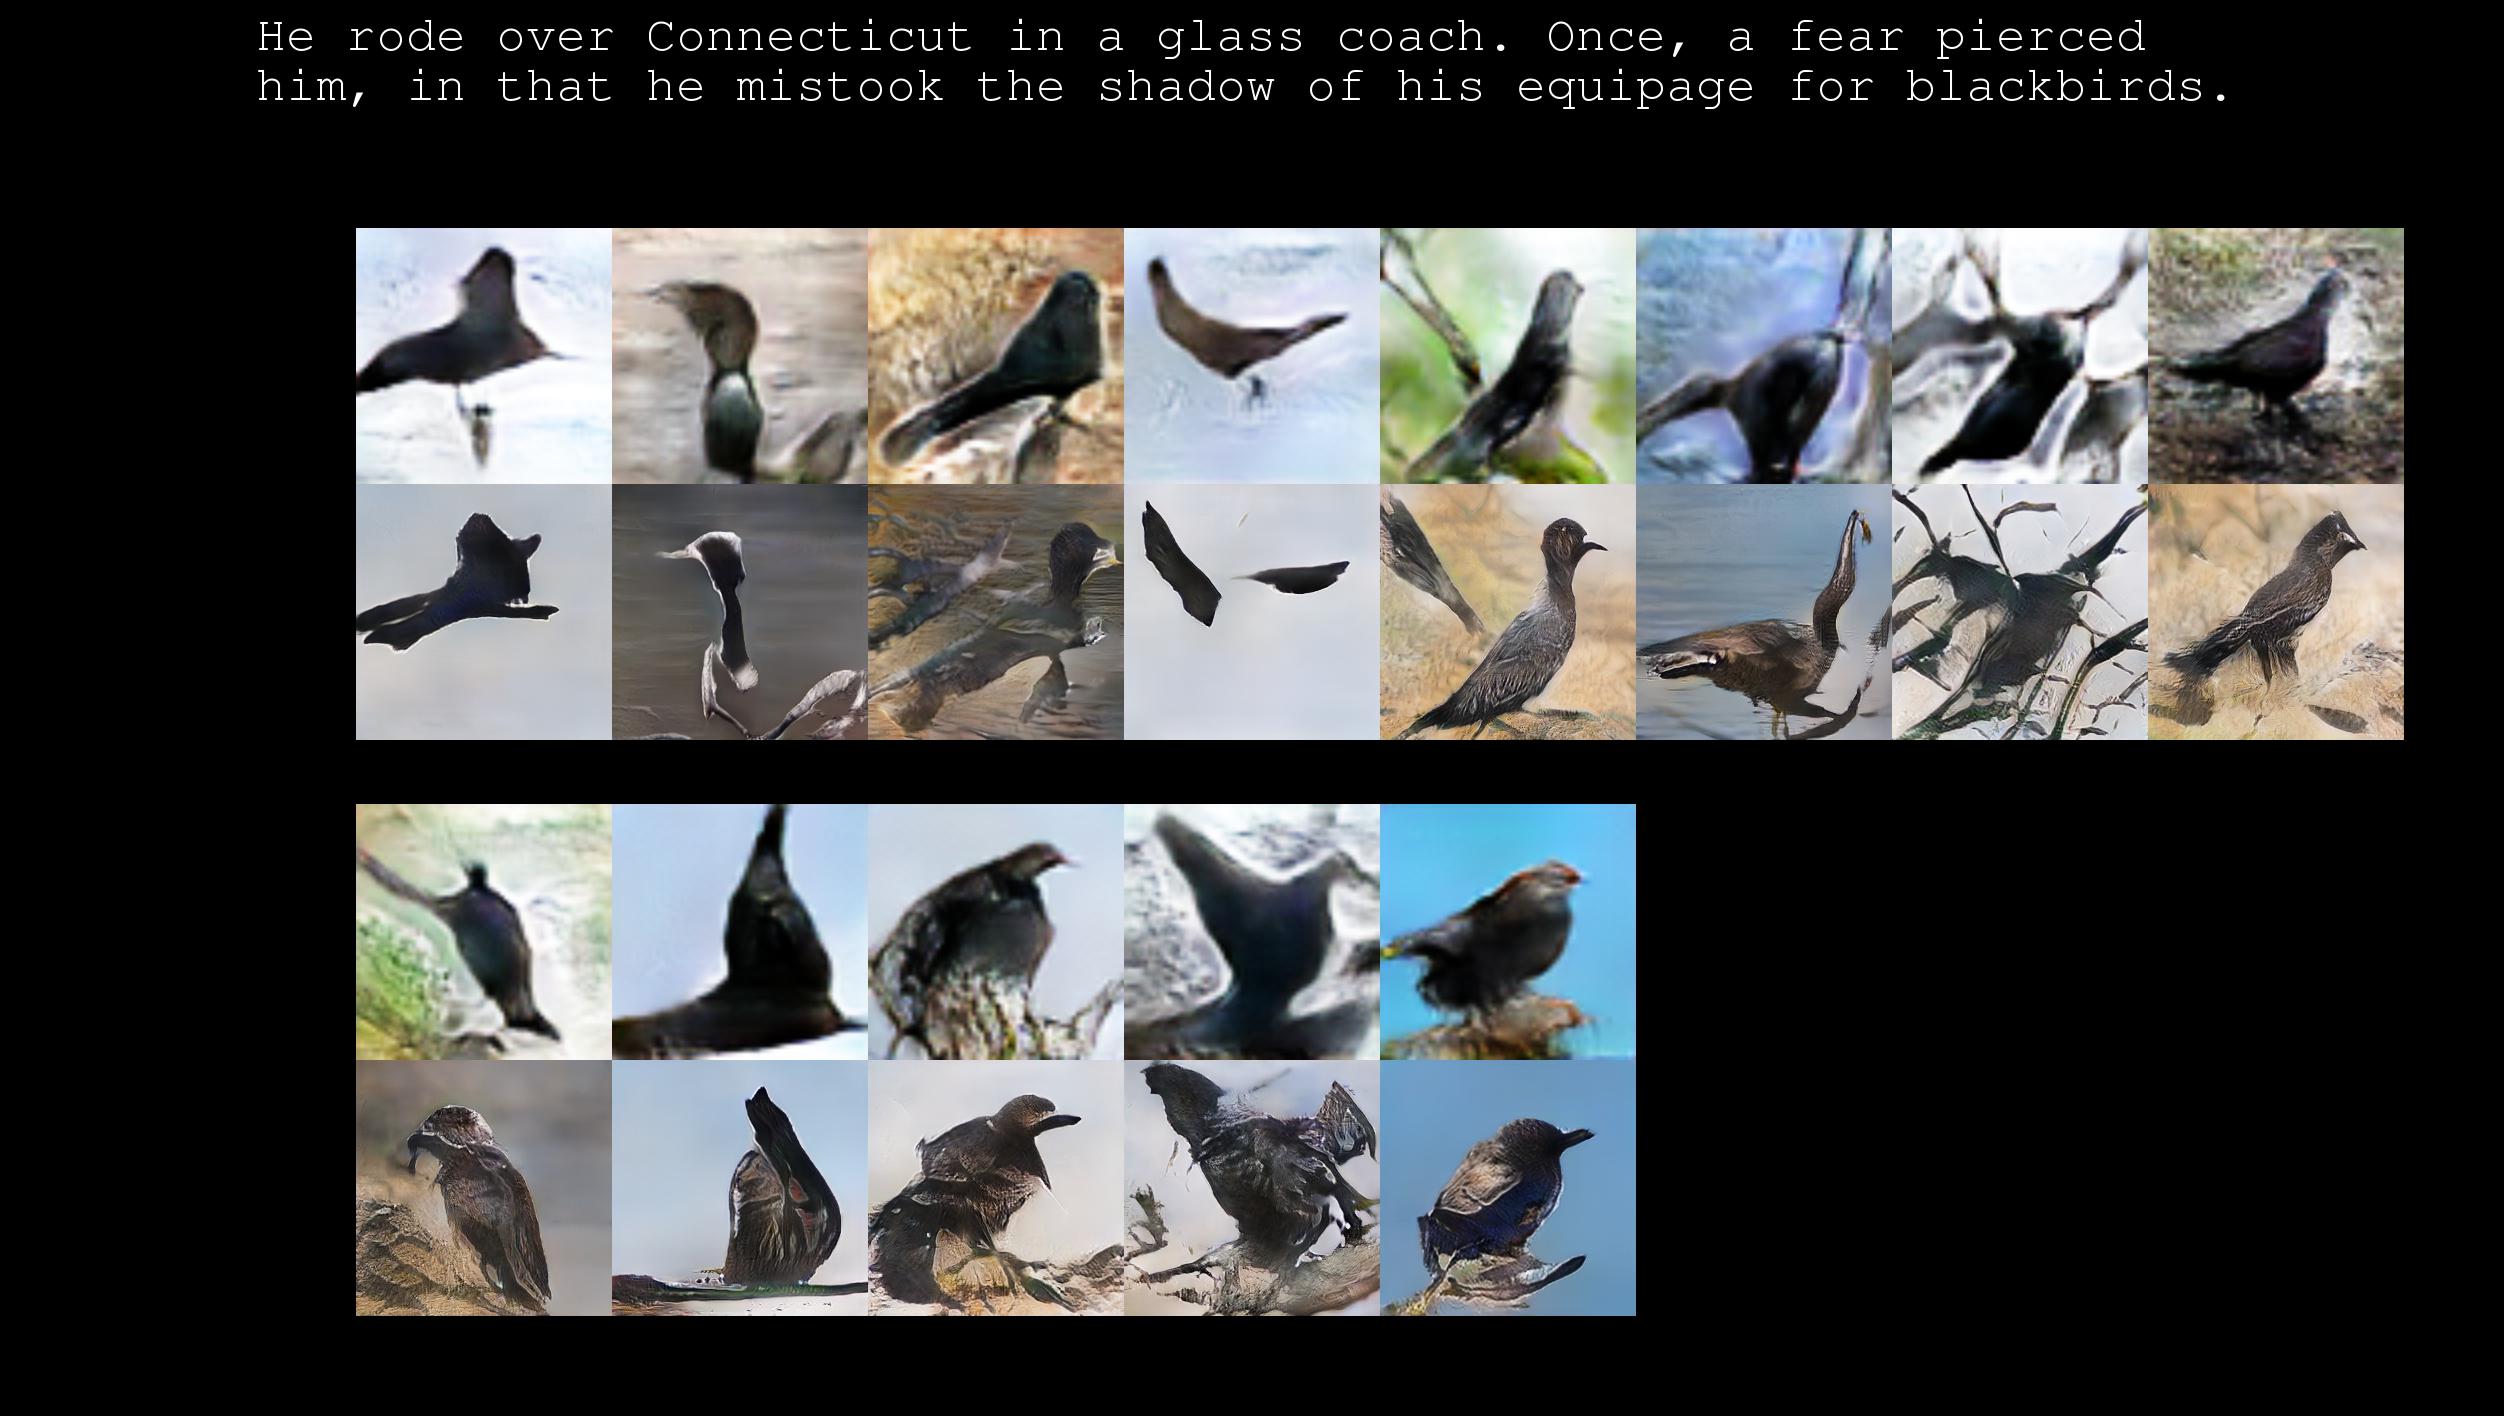 He rode over Connecticut in a glass coach. Once, a fear pierced
him, in that he mistook the shadow of his equipage for blackbirds.